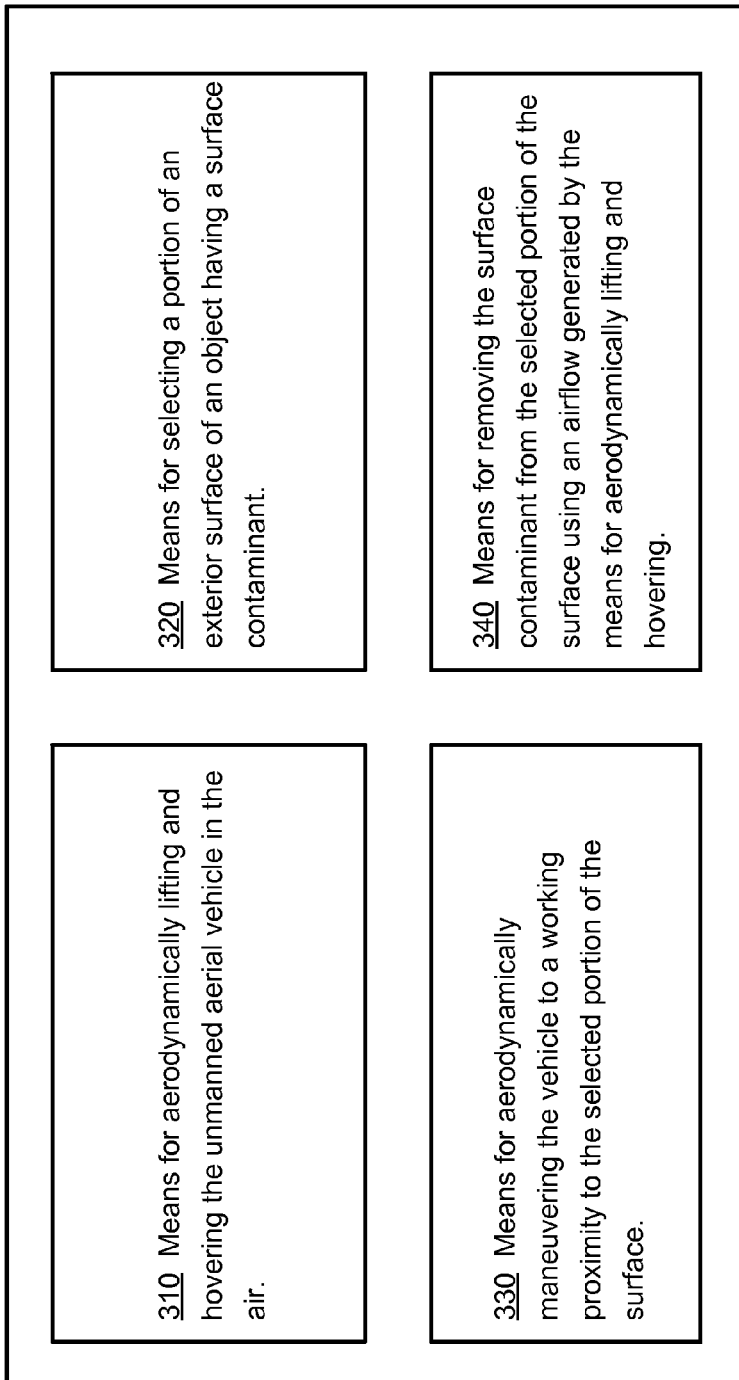 310 Means for aerodynamically lifting and
hovering the unmanned aerial vehicle in the
air.
320 Means for selecting a portion of an
exterior surface of an object having a surface
contaminant.
330 Means for aerodynamically
maneuvering the vehicle to a working
proximity to the selected portion of the
surface.
340 Means for removing the surface
contaminant from the selected portion of the
surface using an airflow generated by the
means for aerodynamically lifting and
hovering.